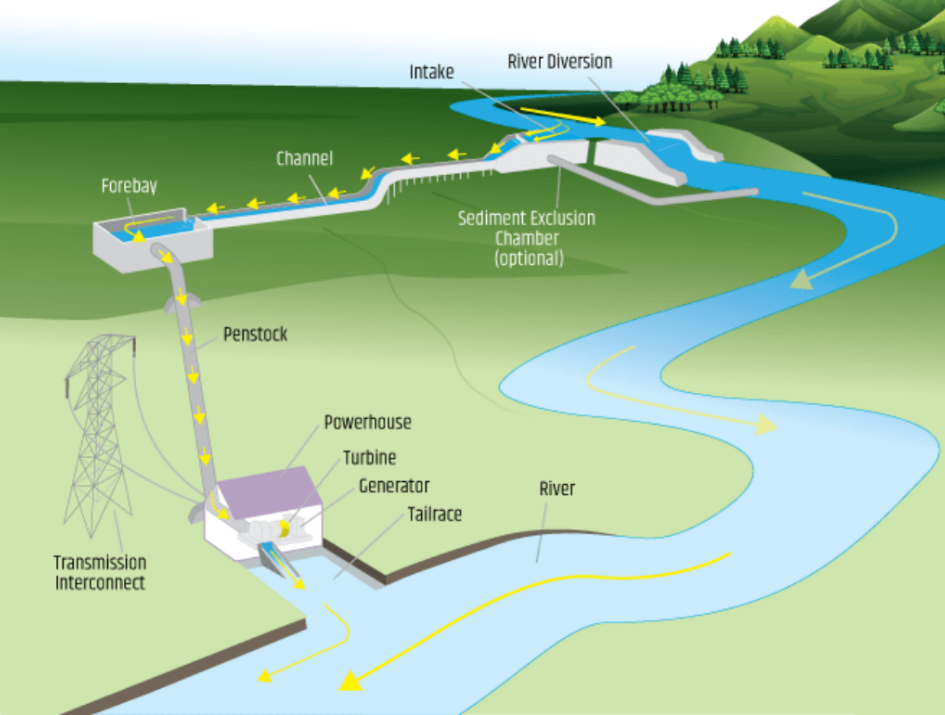 River Diversion
Intake
Channel
Forebay
Sediment Exclusion
Chamber
(optional)
Penstock
Powerhouse
Turbine
Generator
Tailrace
River
Transmission
Interconnect